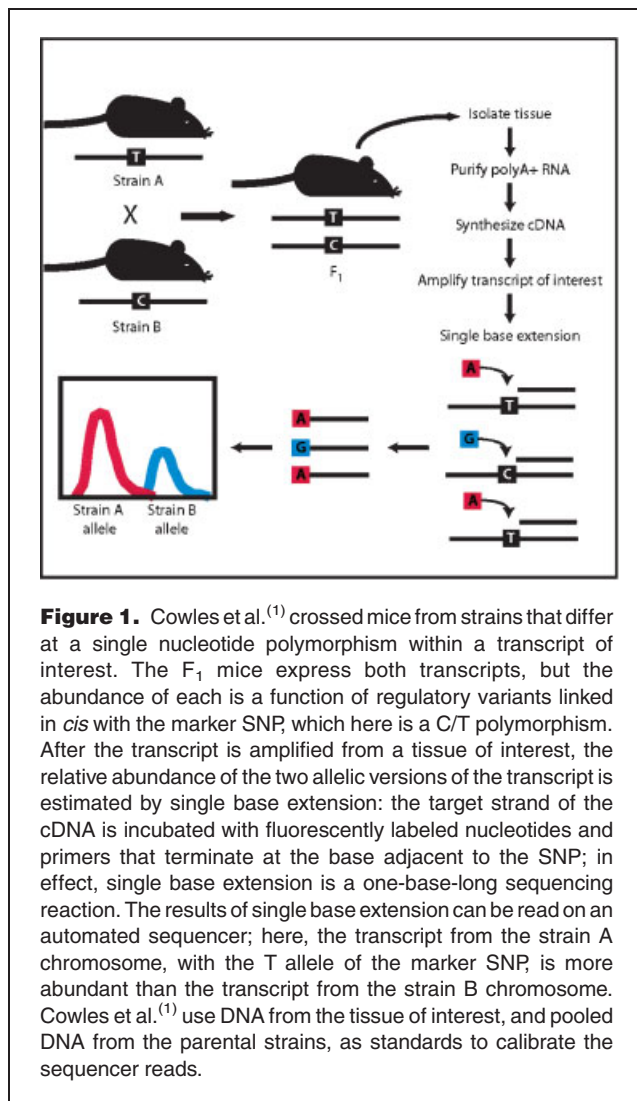 T
Strain A
X
C
Strain B
T
C
F1
Isolate tissue
Purify polyA+ RNA
Synthesize cDNA
Amplify transcript of interest
Single base extension
A
T
G
C
A
T
A
G
A
Strain A
allele
Strain B
allele
Figure 1. Cowles et al.(1) crossed mice from strains that differ
at a single nucleotide polymorphism within a transcript of
interest. The F1 mice express both transcripts, but the
abundance of each is a function of regulatory variants linked
in cis with the marker SNP, which here is a C/T polymorphism.
After the transcript is amplified from a tissue of interest, the
relative abundance of the two allelic versions of the transcript is
estimated by single base extension: the target strand of the
cDNA is incubated with fluorescently labeled nucleotides and
primers that terminate at the base adjacent to the SNP; in
effect, single base extension is a one-base-long sequencing
reaction. The results of single base extension can be read on an
automated sequencer; here, the transcript from the strain A
chromosome, with the T allele of the marker SNP, is more
abundant than the transcript from the strain B chromosome.
Cowles et al.(1) use DNA from the tissue of interest, and pooled
DNA from the parental strains, as standards to calibrate the
sequencer reads.